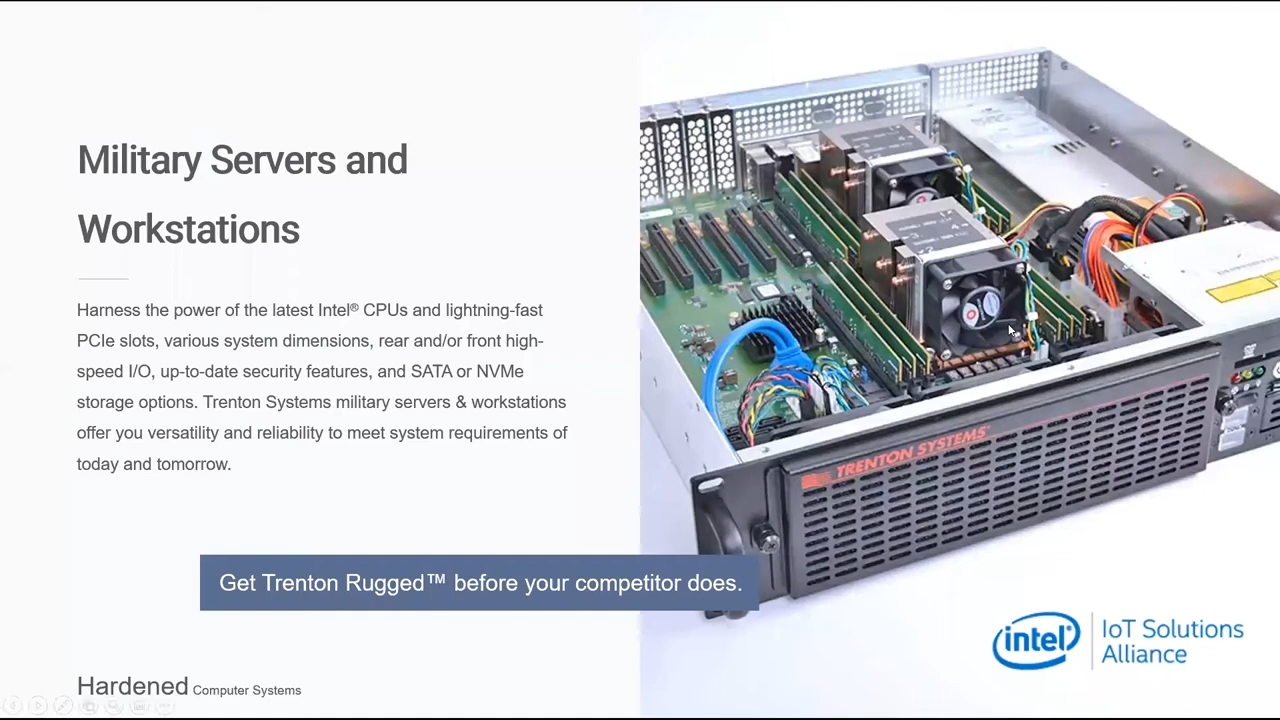 Military Servers and
Workstations
Harness the power of the latest Intel® CPUs and lightning-fast
PCIe slots, various system dimensions, rear and/or front high-
speed I/O, up-to-date security features, and SATA or NVMe
storage options. Trenton Systems military servers & workstations
offer you versatility and reliability to meet system requirements of
today and tomorrow.
TRENTON SYSTEMS
Get Trenton Rugged™ before your competitor does.
intel®
IoT Solutions
Alliance
Hardened Computer Systems